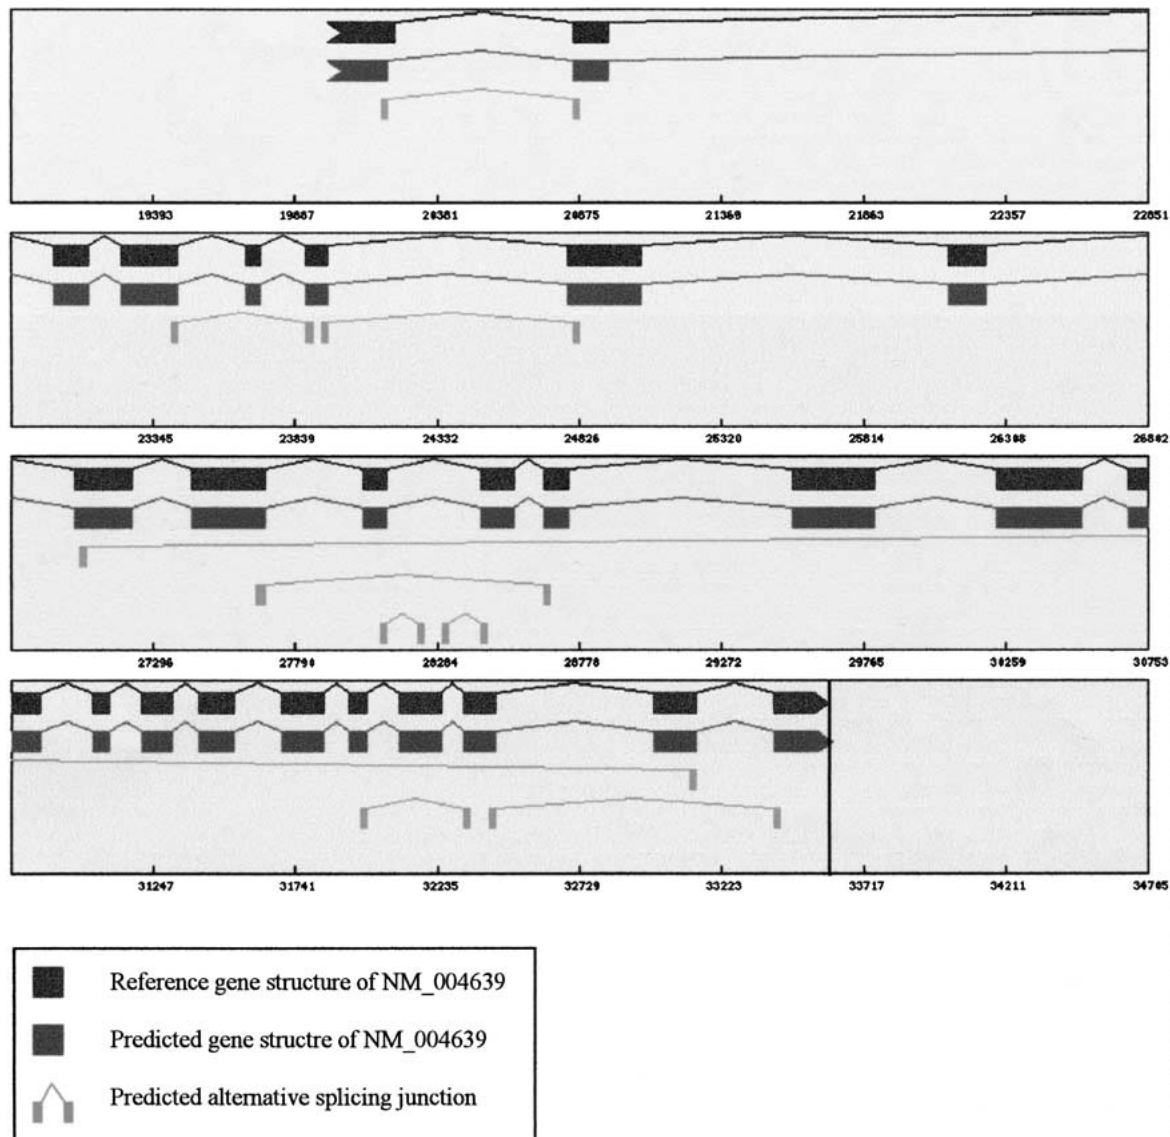 19393 19887 20381 20875 21369 21863 22357 22851
23345 23839 24332 24826 25320 25814 26308 26802
27296 27790 28284 28778 29272 29765 30259 30753
31247 31741 32235 32729 33223 33717 34211 34705
Reference gene structure of NM_004639
Predicted gene structre of NM_004639
Predicted alternative splicing junction